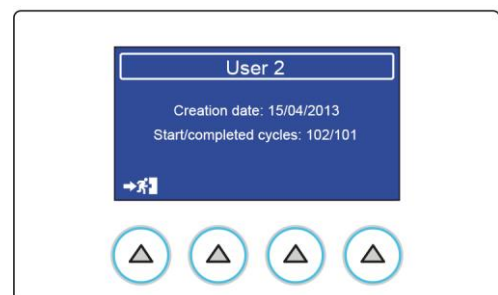 User 2
Creation date: 15/04/2013
Start/completed cycles: 102/101